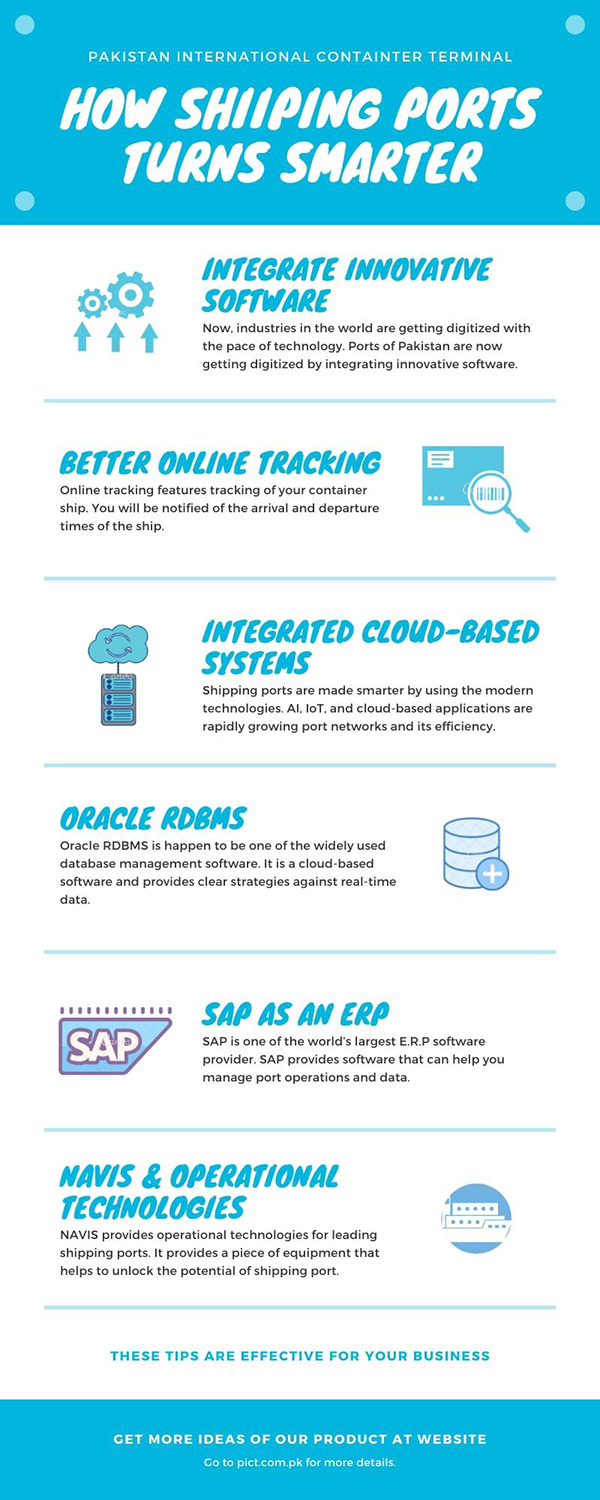 PAKISTAN INTERNATIONAL CONTAINTER TERMINAL
HOW SHIIPING PORTS
TURNS SMARTER
INTEGRATE INNOVATIVE
SOFTWARE
Now, industries in the world are getting digitized with
the pace of technology. Ports of Pakistan are now
getting digitized by integrating innovative software.
BETTER ONLINE TRACKING
Online tracking features tracking of your container
ship. You will be notified of the arrival and departure
times of the ship.
INTEGRATED CLOUD-BASED
SYSTEMS
Shipping ports are made smarter by using the modern
technologies. AI, IoT, and cloud-based applications are
rapidly growing port networks and its efficiency.
ORACLE RDBMS
Oracle RDBMS is happen to be one of the widely used
database management software. It is a cloud-based
software and provides clear strategies against real-time
data.
SAP
SAP AS AN ERP
SAP is one of the world's largest E.R.P software
provider. SAP provides software that can help you
manage port operations and data.
NAVIS & OPERATIONAL
TECHNOLOGIES
NAVIS provides operational technologies for leading
shipping ports. It provides a piece of equipment that
helps to unlock the potential of shipping port.
THESE TIPS ARE EFFECTIVE FOR YOUR BUSINESS
GET MORE IDEAS OF OUR PRODUCT AT WEBSITE
Go to pict.com.pk for more details.